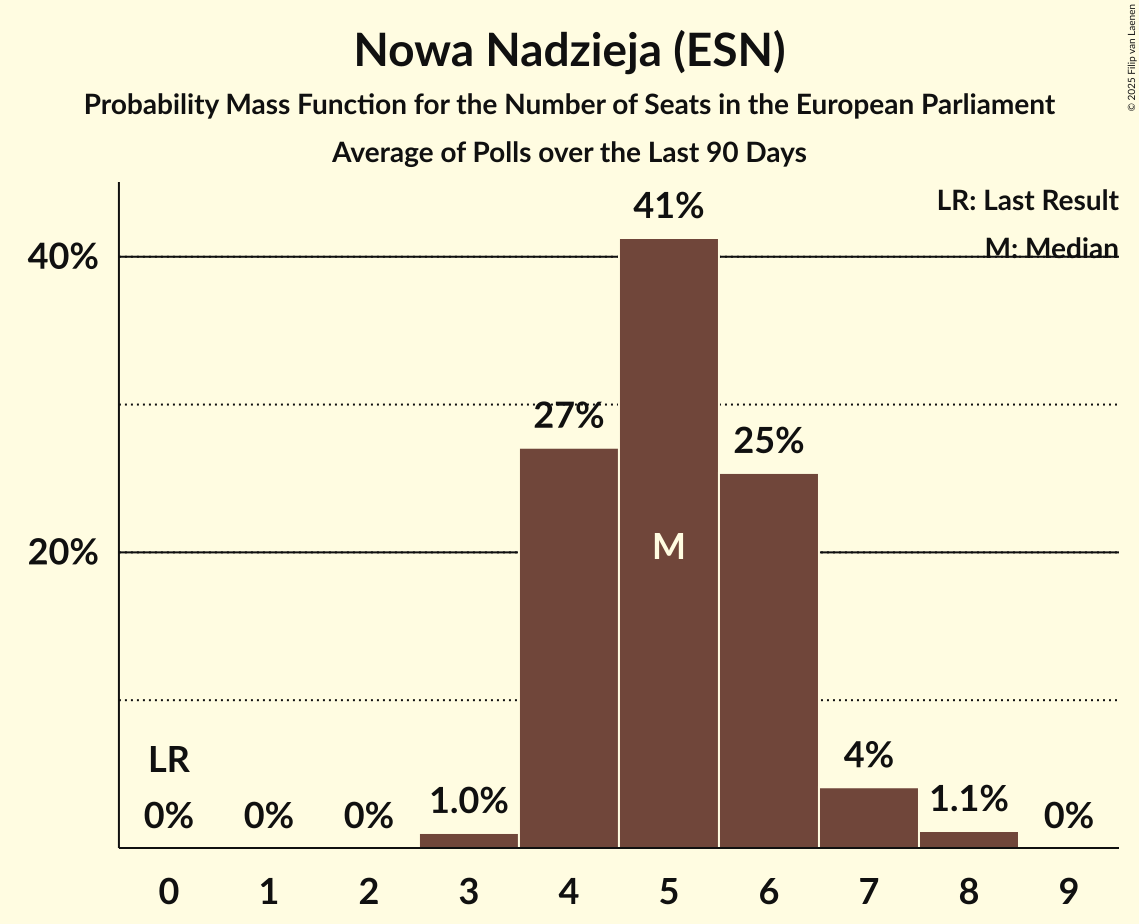 Nowa Nadzieja (ESN)
Probability Mass Function for the Number of Seats in the European Parliament
Average of Polls over the Last 90 Days
© 2025 Filip van Laenen
LR: Last Result
M: Median
40%
20%
LR
0%
0%
0%
1.0%
27%
41%
M
25%
4%
1.1%
0%
0 1 2 3 4 5 6 7 8 9